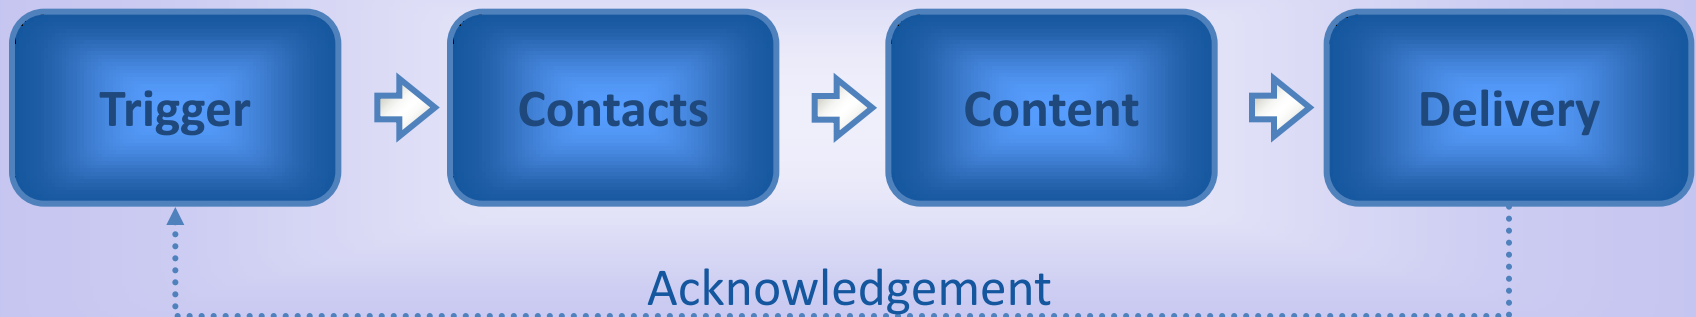 Trigger
Contacts
Content
Delivery
Acknowledgement